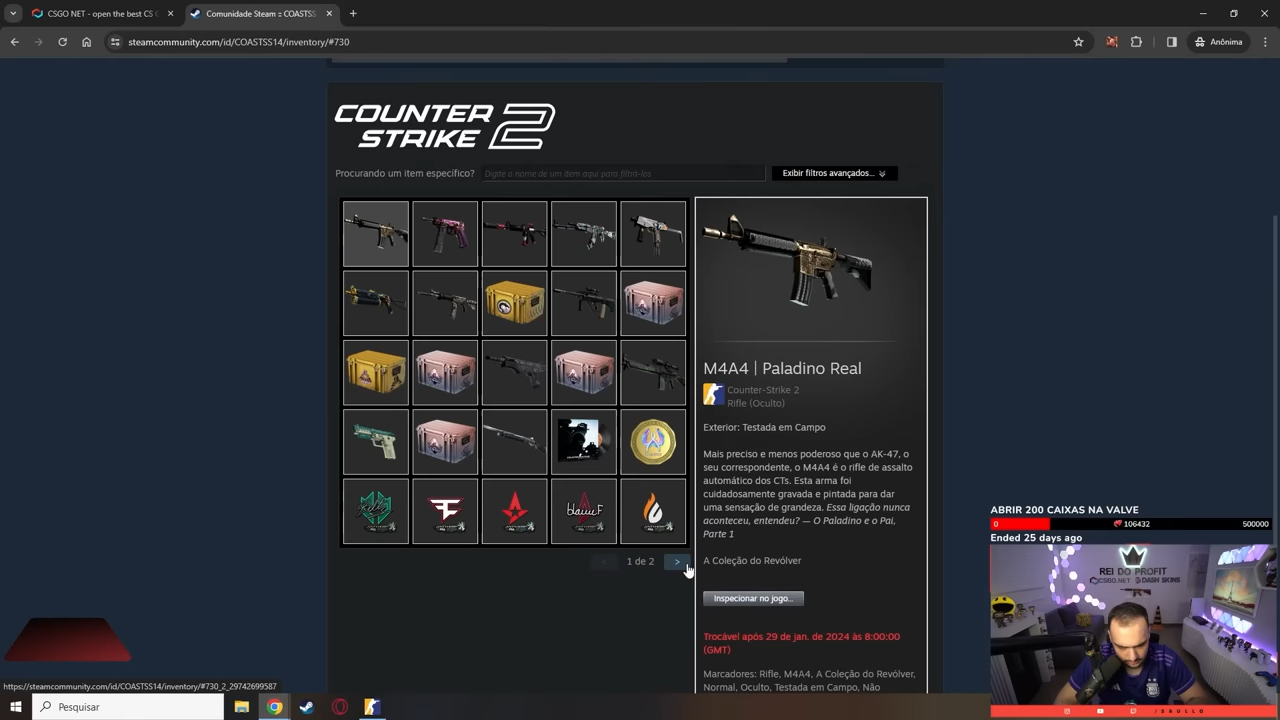 CSGO NET - open the best CS
Comunidade Steam :: COASTSS
steamcommunity.com/id/COASTSS14/inventory/#730
Anônima
COUNTER
STRIKE 2
Procurando um item específico?
Digite o nome de um item aqui para filtrá-los
Exibir filtros avançados...
M4A4 | Paladino Real
Counter-Strike 2
Rifle (Oculto)
Exterior: Testada em Campo
Mais preciso e menos poderoso que o AK-47, o
seu correspondente, o M4A4 é o rifle de assalto
automático dos CTs. Esta arma foi
cuidadosamente gravada e pintada para dar
uma sensação de grandeza. Essa ligação nunca
aconteceu, entendeu? — O Paladino e o Pai,
Parte 1
A Coleção do Revólver
< 1 de 2 >
Inspecionar no jogo...
Trocável após 29 de jan. de 2024 às 8:00:00
(GMT)
Marcadores: Rifle, M4A4, A Coleção do Revólver,
Normal, Oculto, Testada em Campo, Não
blameF
ABRIR 200 CAIXAS NA VALVE
0 106432 500000
Ended 25 days ago
REI DO PROFIT
CSGO.NET DASH SKINS
/SRULLO
https://steamcommunity.com/id/COASTSS14/inventory/#730_2_29742699587
Pesquisar